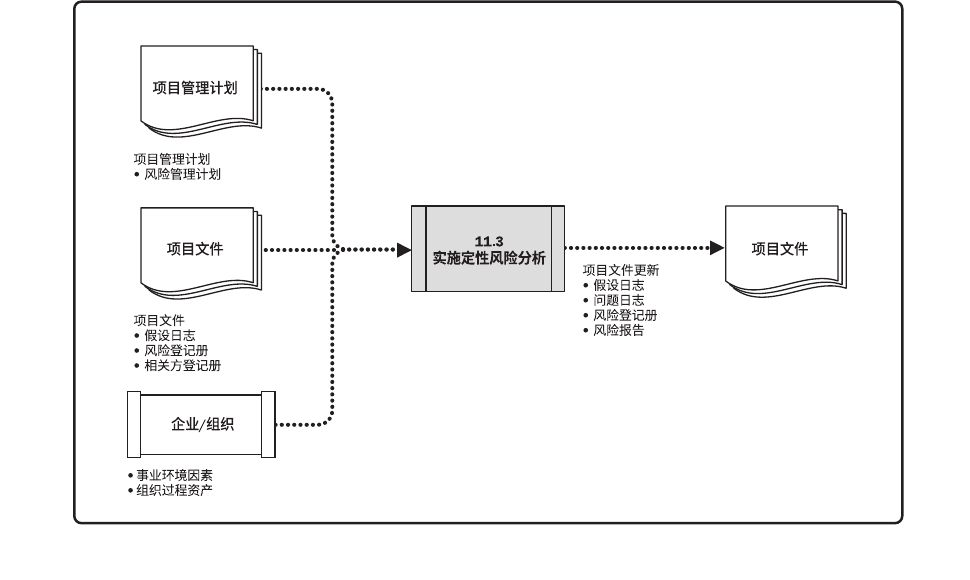 项目管理计划
项目管理计划
• 风险管理计划
项目文件
项目文件
• 假设日志
• 风险登记册
• 相关方登记册
企业/组织
• 事业环境因素
• 组织过程资产
11.3
实施定性风险分析
项目文件更新
• 假设日志
• 问题日志
• 风险登记册
• 风险报告
项目文件